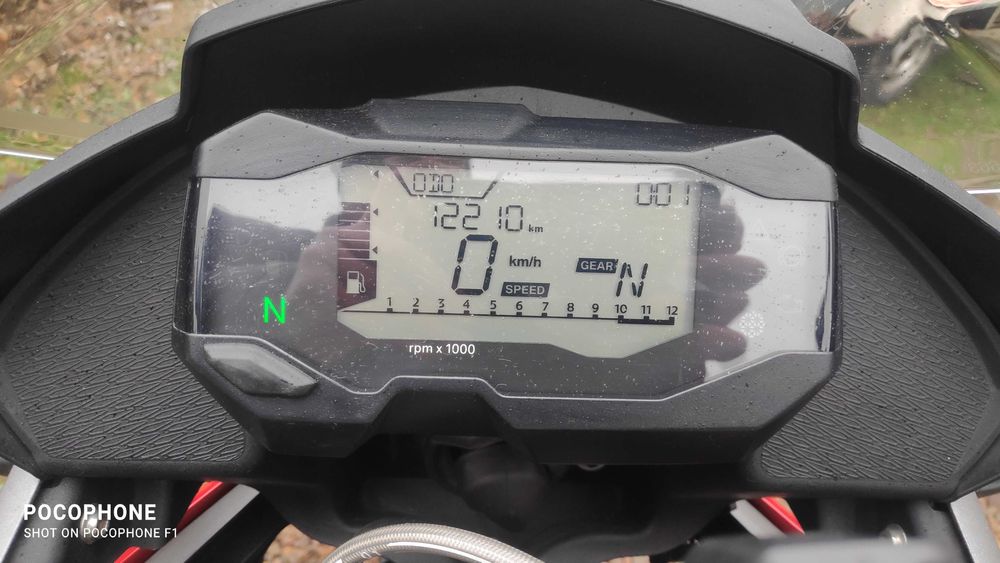 ODO
001
12210 km
0 km/h
SPEED
GEAR N
N
1 2 3 4 5 6 7 8 9 10 11 12
rpm x 1000
POCOPHONE
SHOT ON POCOPHONE F1